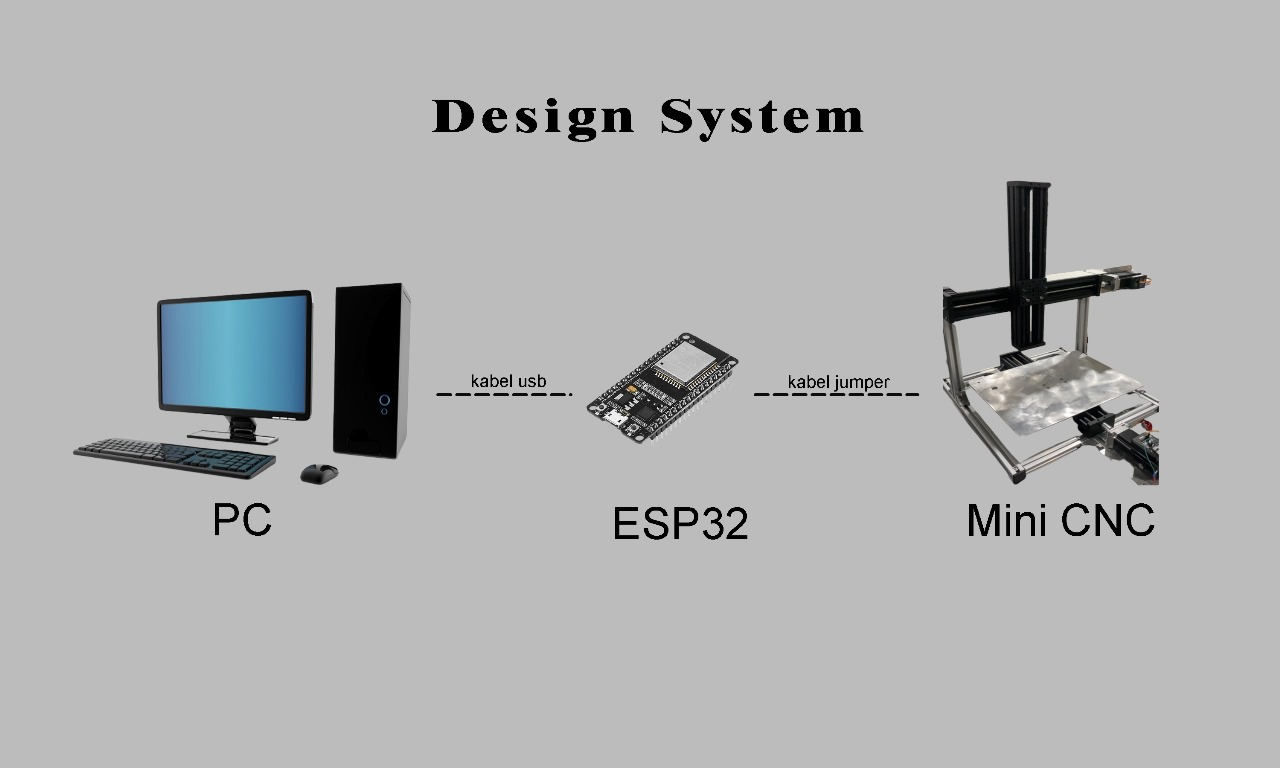 Design System
kabel usb
kabel jumper
PC
ESP32
Mini CNC